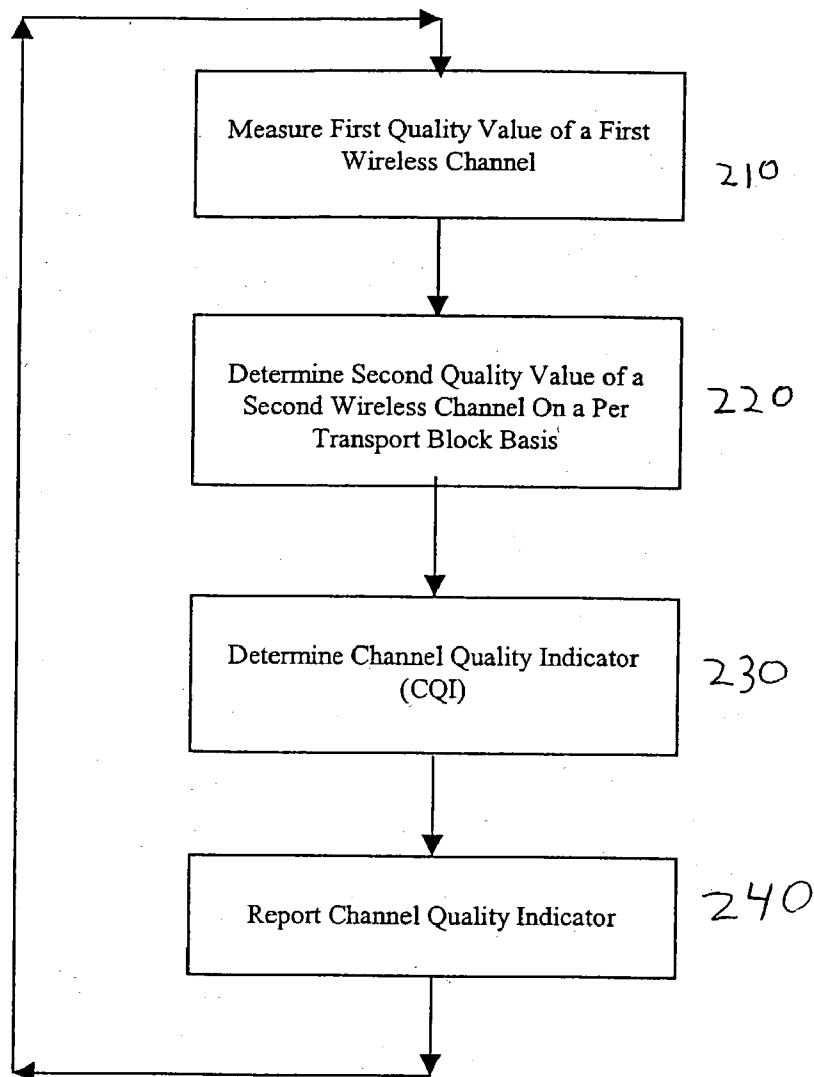 Measure First Quality Value of a First
Wireless Channel
210
Determine Second Quality Value of a
Second Wireless Channel On a Per
Transport Block Basis
220
Determine Channel Quality Indicator
(CQI)
230
Report Channel Quality Indicator
240